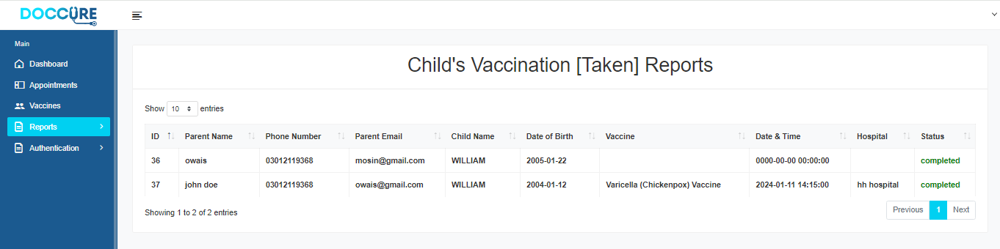 DOCCURE
Main
Dashboard
Appointments
Vaccines
Reports
Authentication
Child's Vaccination [Taken] Reports
Show 10 entries
ID Parent Name Phone Number Parent Email Child Name Date of Birth Vaccine Date & Time Hospital Status
36 owais 03012119368 mosin@gmail.com WILLIAM 2005-01-22 0000-00-00 00:00:00 completed
37 john doe 03012119368 owais@gmail.com WILLIAM 2004-01-12 Varicella (Chickenpox) Vaccine 2024-01-11 14:15:00 hh hospital completed
Showing 1 to 2 of 2 entries
Previous 1 Next